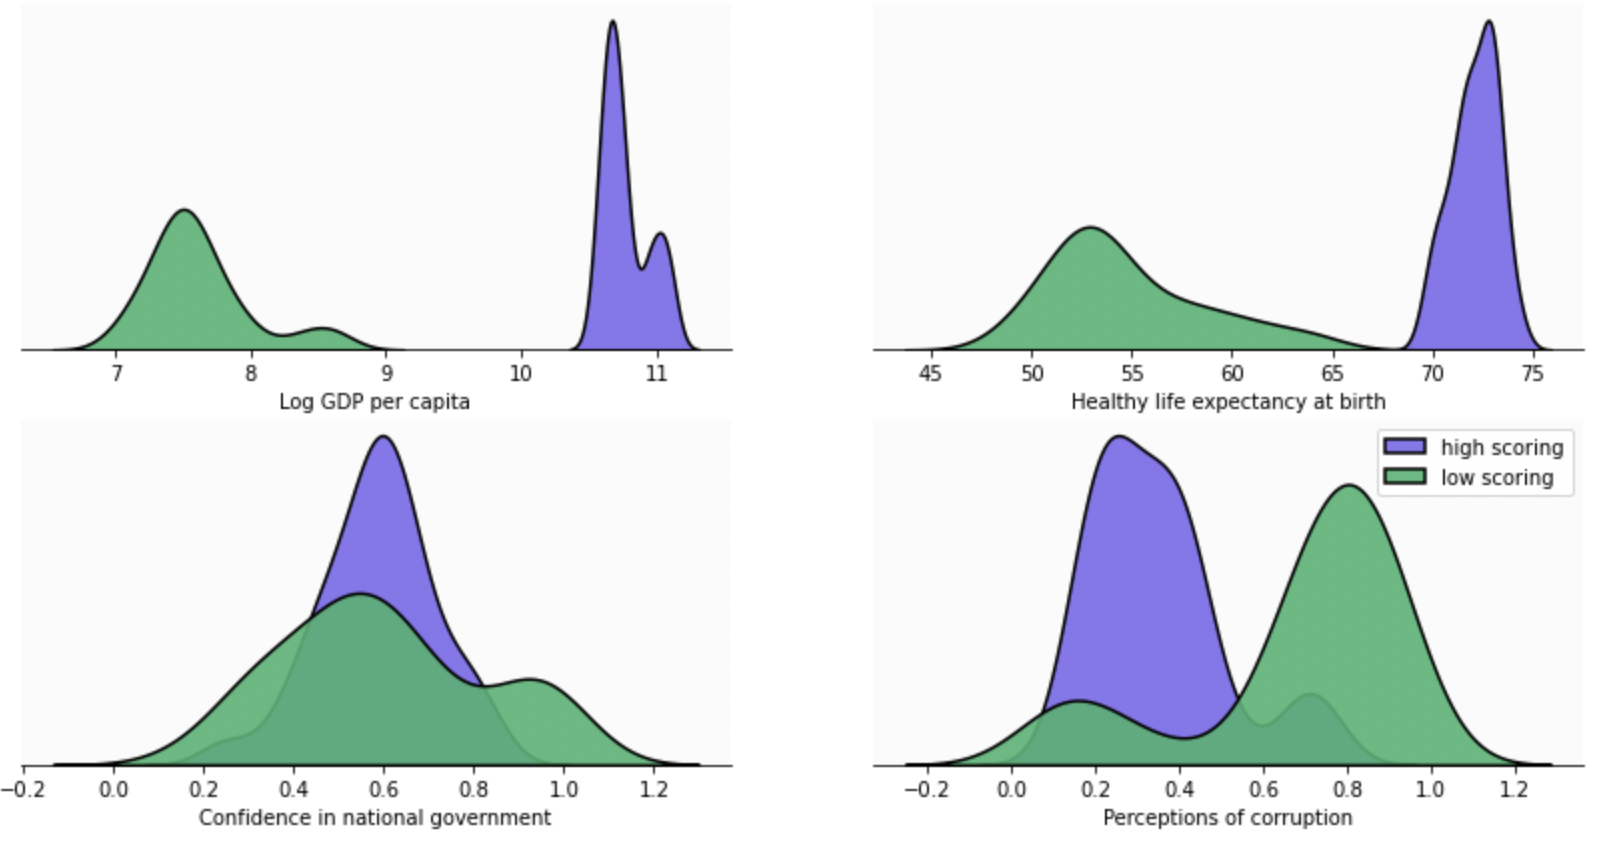 7 8 9 10 11
Log GDP per capita
45 50 55 60 65 70 75
Healthy life expectancy at birth
−0.2 0.0 0.2 0.4 0.6 0.8 1.0 1.2
Confidence in national government
high scoring
low scoring
−0.2 0.0 0.2 0.4 0.6 0.8 1.0 1.2
Perceptions of corruption